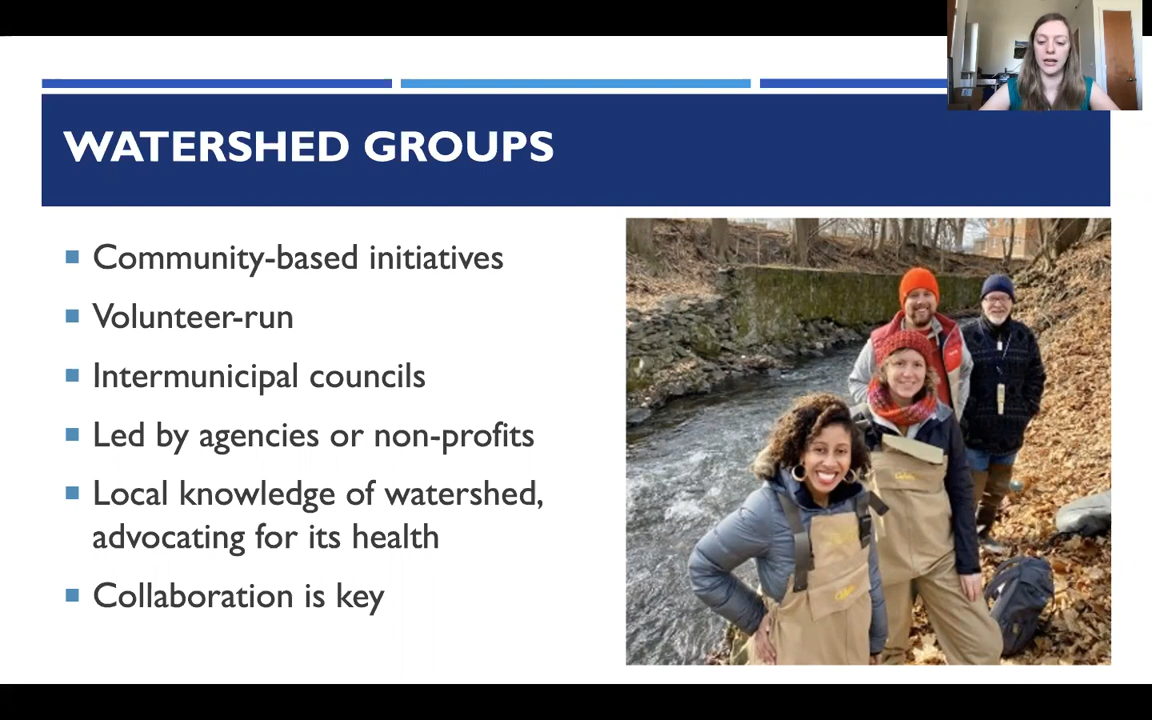 WATERSHED GROUPS
Community-based initiatives
Volunteer-run
Intermunicipal councils
Led by agencies or non-profits
Local knowledge of watershed,
advocating for its health
Collaboration is key